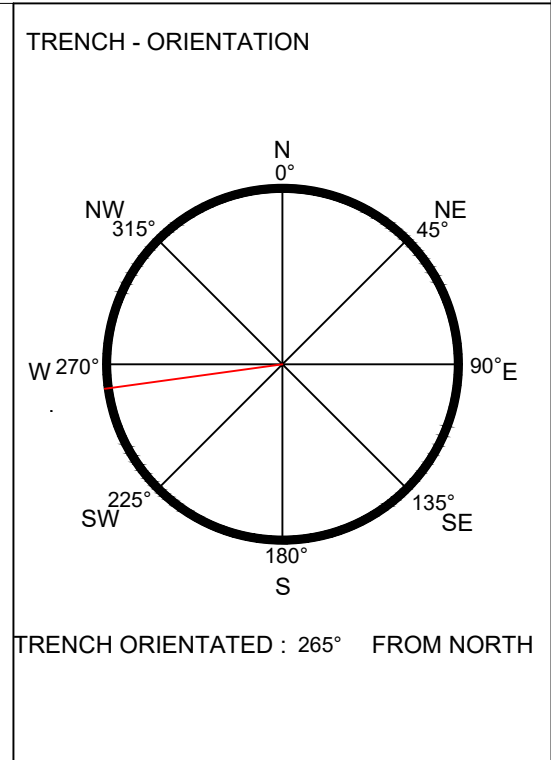 TRENCH - ORIENTATION
N
0°
NW
315°
NE
45°
W 270°
90°E
225°
SW
135°
SE
180°
S
TRENCH ORIENTATED : 265° FROM NORTH